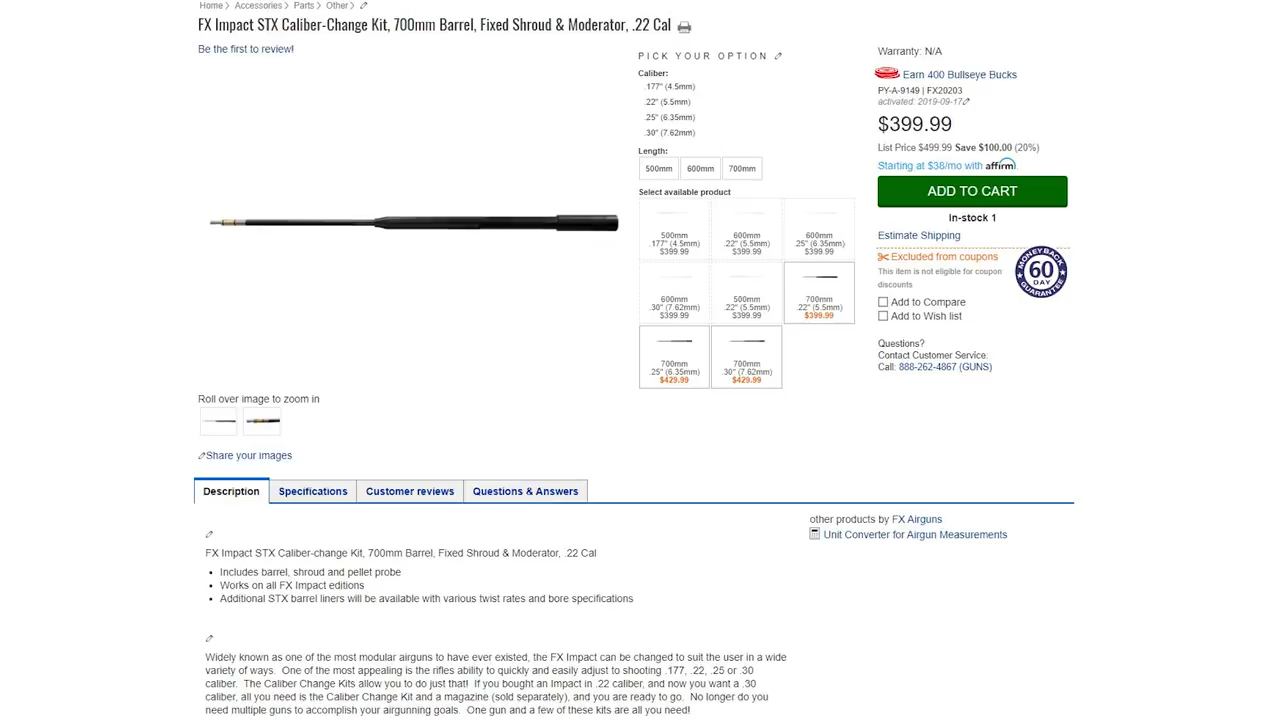 Home Accessories Parts Other
FX Impact STX Caliber-Change Kit, 700mm Barrel, Fixed Shroud & Moderator, .22 Cal
Be the first to review!
PICK YOUR OPTION
Caliber:
.177" (4.5mm)
.22" (5.5mm)
.25" (6.35mm)
.30" (7.62mm)
Length:
500mm 600mm 700mm
Select available product
500mm 600mm 600mm
.177" (4.5mm) .22" (5.5mm) .25" (6.35mm)
$399.99 $399.99 $399.99
600mm 500mm 700mm
.30" (7.62mm) .22" (5.5mm) .22" (5.5mm)
$399.99 $399.99 $399.99
700mm 700mm
.25" (6.35mm) .30" (7.62mm)
$429.99 $429.99
Warranty: N/A
Earn 400 Bullseye Bucks
PY-A-9149 | FX20203
activated: 2019-09-17
$399.99
List Price $499.99 Save $100.00 (20%)
Starting at $38/mo with affirm
ADD TO CART
In-stock 1
Estimate Shipping
Excluded from coupons
This item is not eligible for coupon
discounts
MONEYBACK
60
DAY
GUARANTEE
Add to Compare
Add to Wish list
Questions?
Contact Customer Service:
Call: 888-262-4867 (GUNS)
Roll over image to zoom in
Share your images
Description Specifications Customer reviews Questions & Answers
FX Impact STX Caliber-change Kit, 700mm Barrel, Fixed Shroud & Moderator, .22 Cal
• Includes barrel, shroud and pellet probe
• Works on all FX Impact editions
• Additional STX barrel liners will be available with various twist rates and bore specifications
Widely known as one of the most modular airguns to have ever existed, the FX Impact can be changed to suit the user in a wide
variety of ways. One of the most appealing is the rifles ability to quickly and easily adjust to shooting .177, .22, .25 or .30
caliber. The Caliber Change Kits allow you to do just that! If you bought an Impact in .22 caliber, and now you want a .30
caliber, all you need is the Caliber Change Kit and a magazine (sold separately), and you are ready to go. No longer do you
need multiple guns to accomplish your airgunning goals. One gun and a few of these kits are all you need!
other products by FX Airguns
Unit Converter for Airgun Measurements